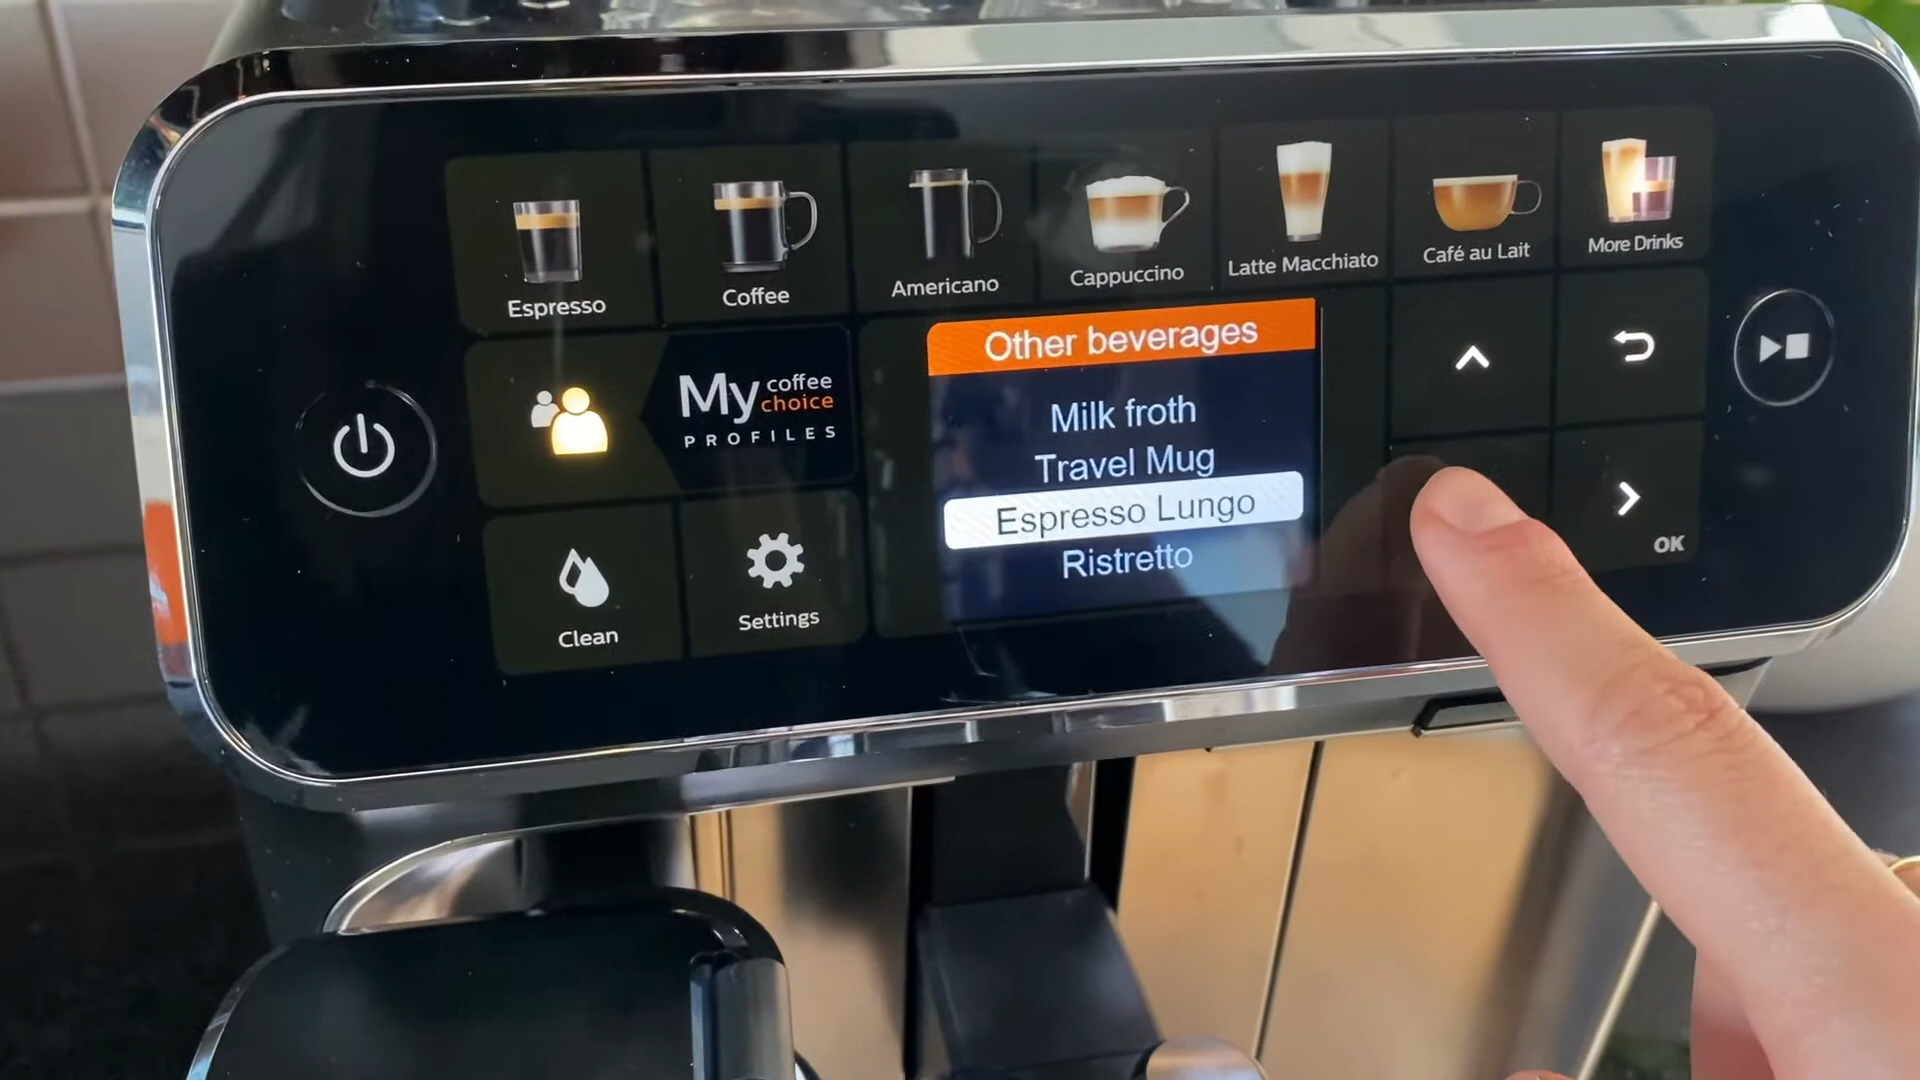 Espresso
Coffee
Americano
Cappuccino
Latte Macchiato
Café au Lait
More Drinks
My coffee choice
PROFILES
Other beverages
Milk froth
Travel Mug
Espresso Lungo
Ristretto
Clean
Settings
OK